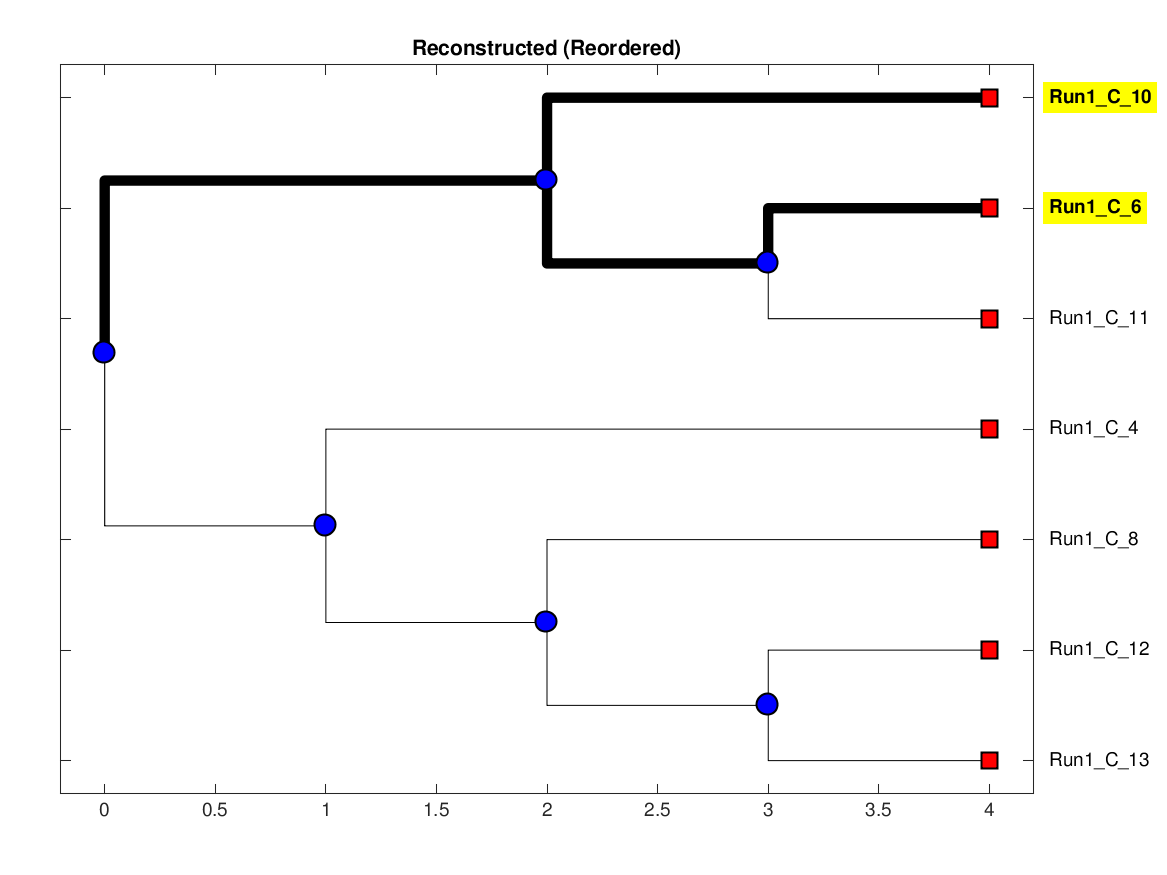 Reconstructed (Reordered)
Run1_C_10
Run1_C_6
Run1_C_11
Run1_C_4
Run1_C_8
Run1_C_12
Run1_C_13
0 0.5 1 1.5 2 2.5 3 3.5 4